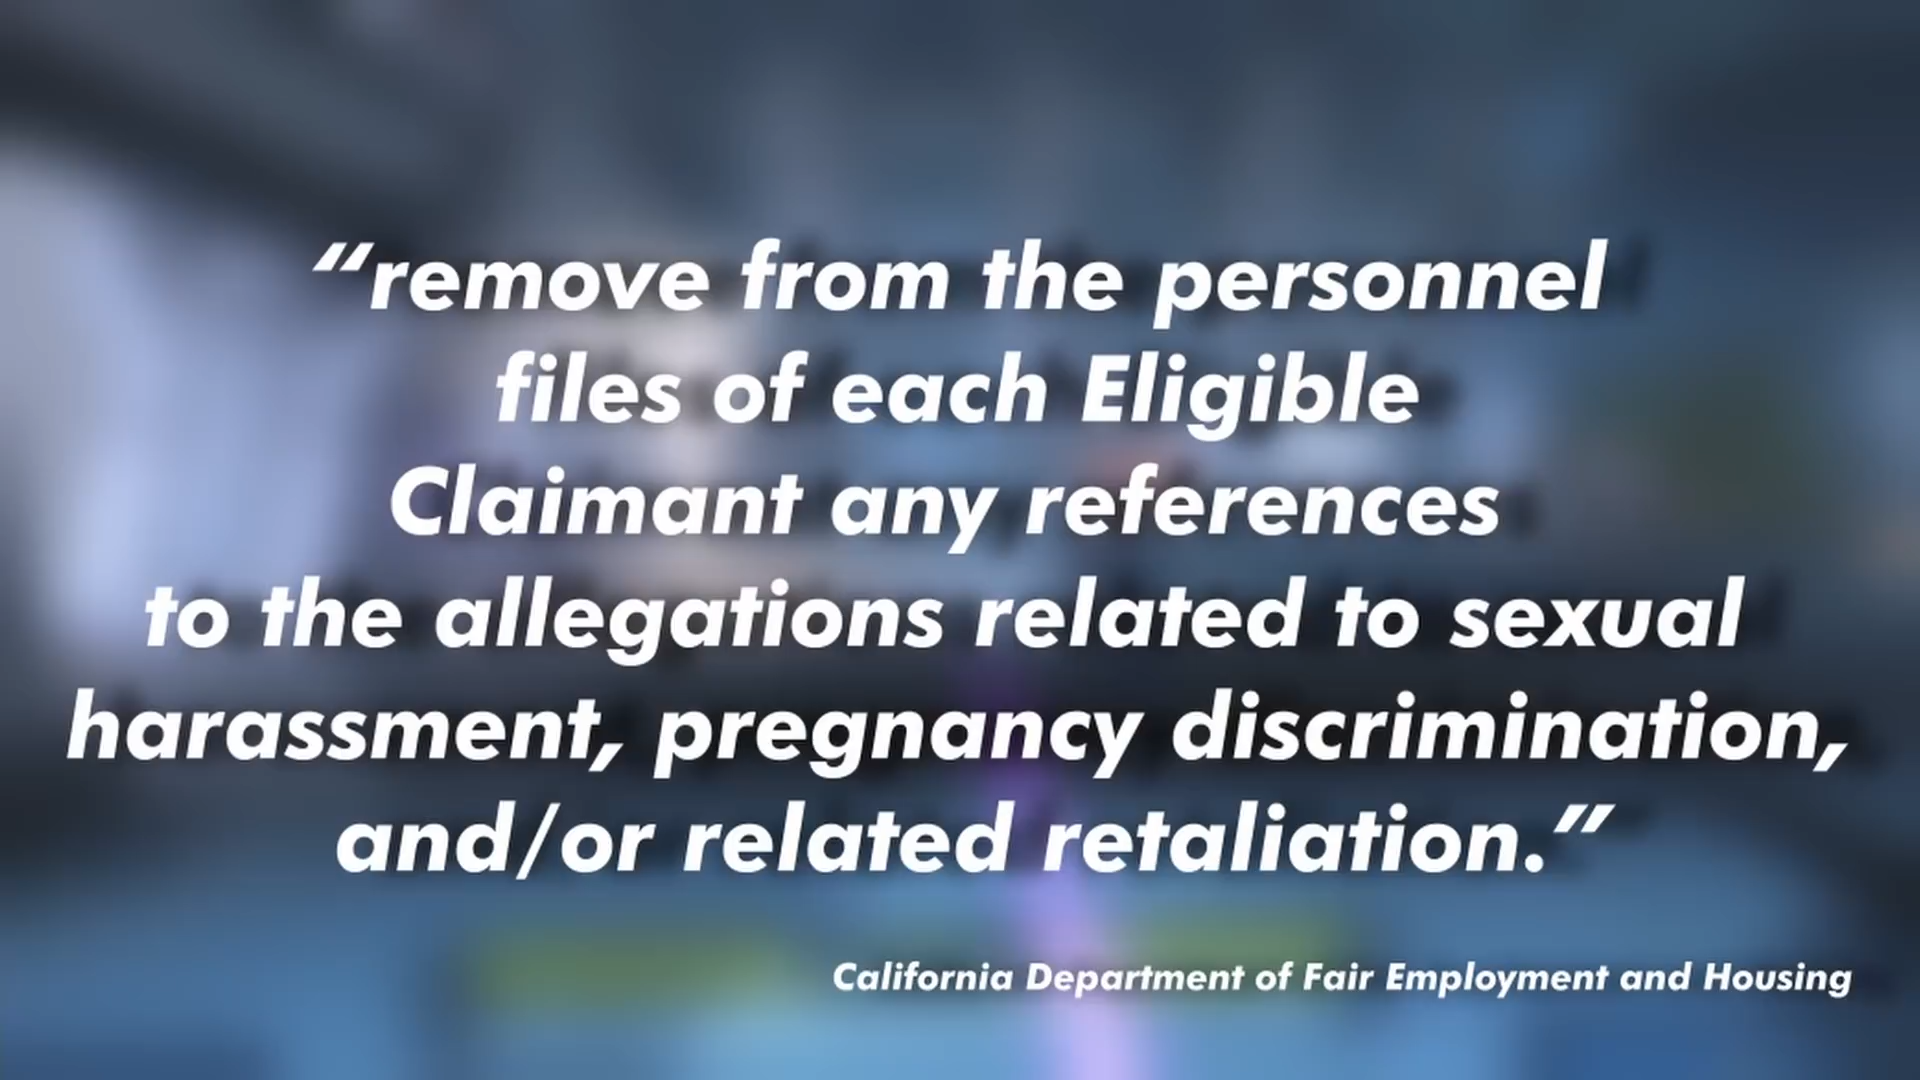 “remove from the personnel
files of each Eligible
Claimant any references
to the allegations related to sexual
harassment, pregnancy discrimination,
and/or related retaliation.”
California Department of Fair Employment and Housing